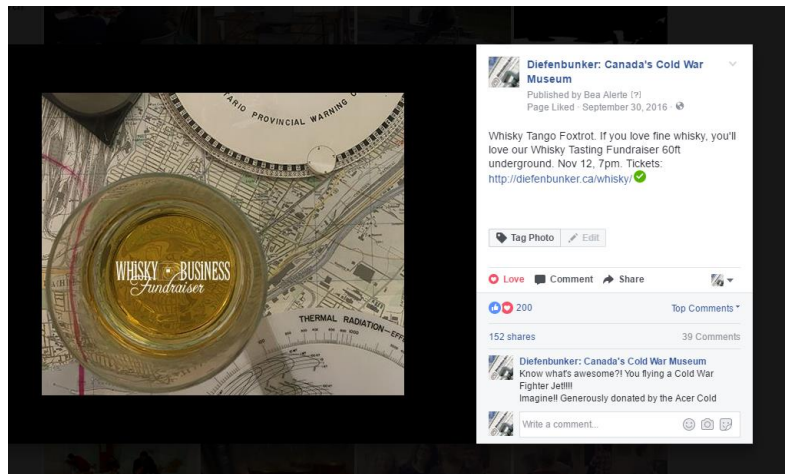 TARIO PROVINCIAL WARNING
WHISKY BUSINESS
Fundraiser
THERMAL RADIATION-EFF
Diefenbunker: Canada's Cold War
Museum
Published by Bea Alerte [?]
Page Liked · September 30, 2016 ·
Whisky Tango Foxtrot. If you love fine whisky, you'll
love our Whisky Tasting Fundraiser 60ft
underground. Nov 12, 7pm. Tickets:
http://diefenbunker.ca/whisky/
Tag Photo Edit
Love Comment Share
200 Top Comments
152 shares 39 Comments
Diefenbunker: Canada's Cold War Museum
Know what's awesome?! You flying a Cold War
Fighter Jet!!!!
Imagine!! Generously donated by the Acer Cold
Write a comment...